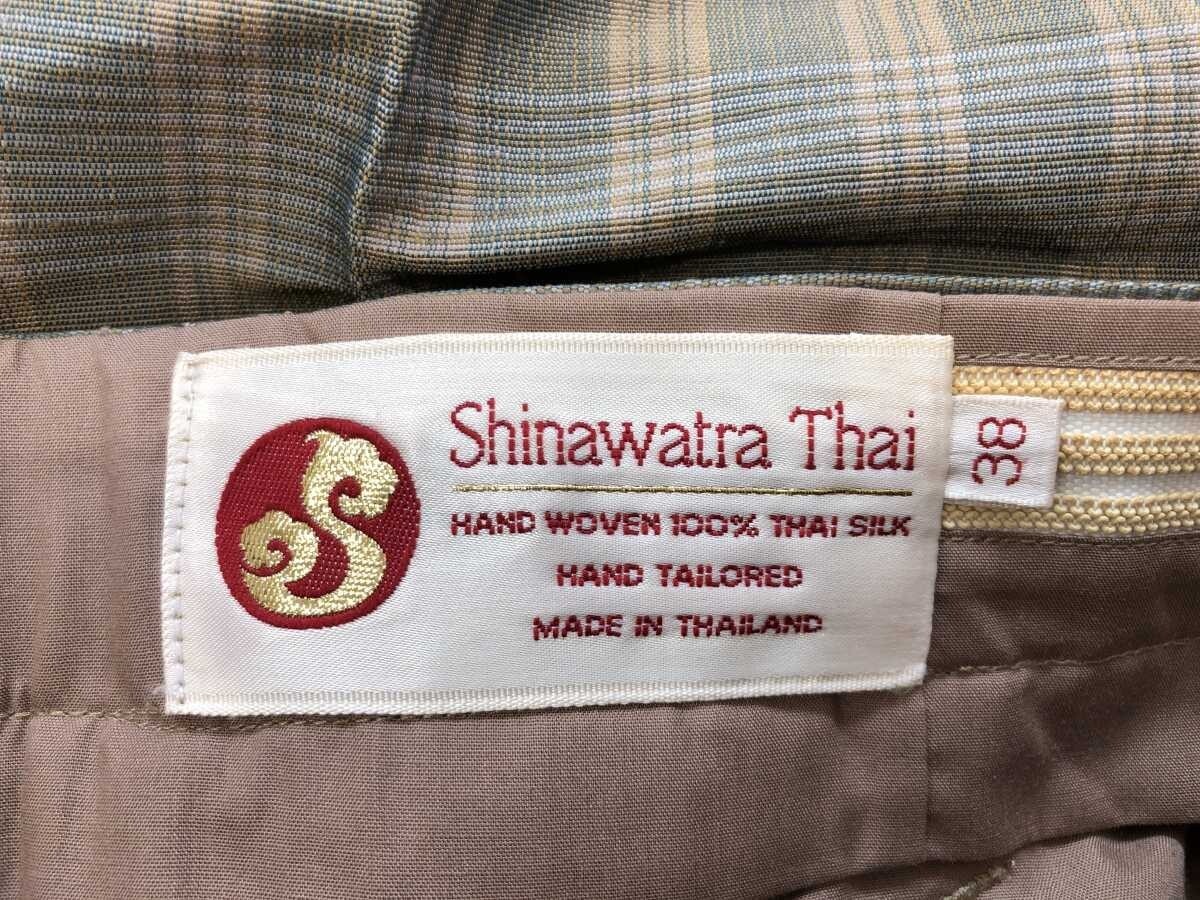 Shinawatra Thai
HAND WOVEN 100% THAI SILK
HAND TAILORED
MADE IN THAILAND
38